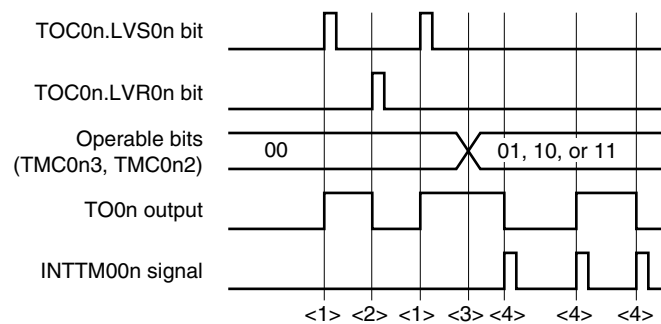 TOC0n.LVS0n bit
TOC0n.LVR0n bit
Operable bits
(TMC0n3, TMC0n2)
00
01, 10, or 11
TO0n output
INTTM00n signal
<1> <2> <1> <3> <4> <4> <4>